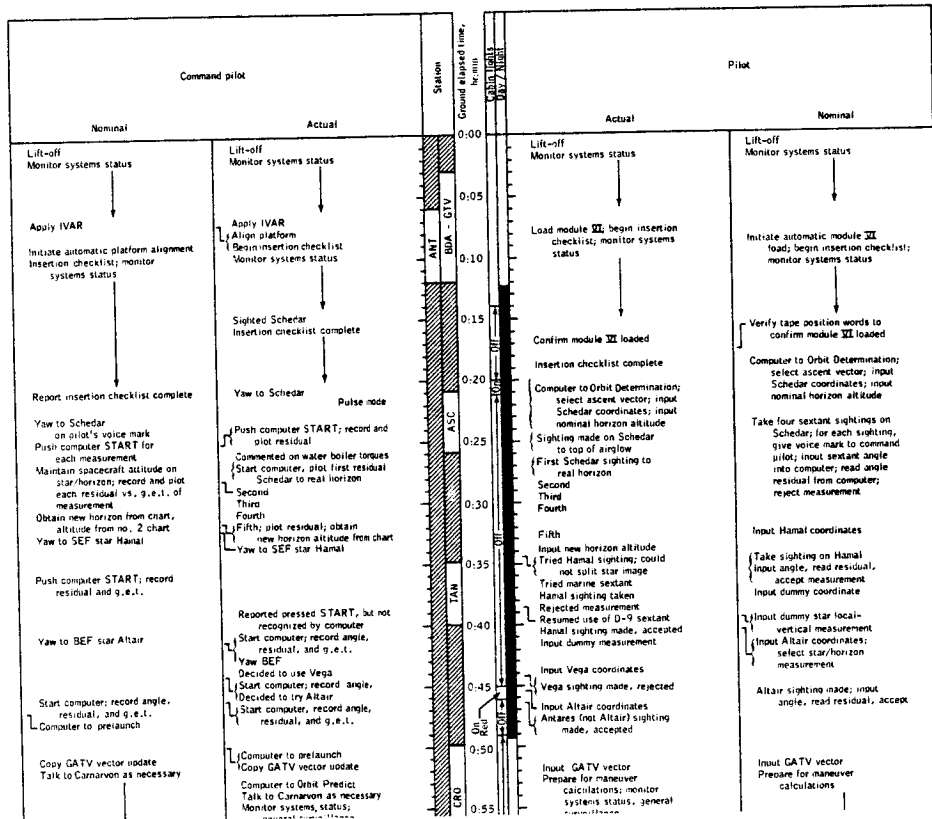 Command pilot
Nominal
Actual
Station
Ground elapsed time,
hr:min
Cabin lights
Day / Night
Pilot
Actual
Nominal
Lift-off
Monitor systems status
Apply IVAR
Initiate automatic platform alignment
Insertion checklist; monitor
systems status
Report insertion checklist complete
Yaw to Schedar
on pilot's voice mark
Push computer START for
each measurement
Maintain spacecraft attitude on
star/horizon; record and plot
each residual vs. g.e.t. of
measurement
Obtain new horizon from chart,
altitude from no. 2 chart
Yaw to SEF star Hamal
Push computer START; record
residual and g.e.t.
Yaw to BEF star Altair
Start computer; record angle,
residual, and g.e.t.
Computer to prelaunch
Copy GATV vector update
Talk to Carnarvon as necessary
Lift-off
Monitor systems status
Apply IVAR
Align platform
Begin insertion checklist
Monitor systems status
Sighted Schedar
Insertion checklist complete
Yaw to Schedar
Pulse mode
Push computer START; record and
plot residual
Commented on water boiler torques
Start computer, plot first residual
Schedar to real horizon
Second
Third
Fourth
Fifth; plot residual; obtain
new horizon altitude from chart
Yaw to SEF star Hamal
Reported pressed START, but not
recognized by computer
Start computer; record angle,
residual, and g.e.t.
Yaw BEF
Decided to use Vega
Start computer; record angle,
Decided to try Altair
Start computer, record angle,
residual, and g.e.t.
Computer to prelaunch
Copy GATV vector update
Computer to Orbit Predict
Talk to Carnarvon as necessary
Monitor systems status;
general surveillance
ANT
BDA - GTV
ASC
TAN
CRO
0:00
0:05
0:10
0:15
0:20
0:25
0:30
0:35
0:40
0:45
0:50
0:55
Off
On
Off
On
Red
Off
Lift-off
Monitor systems status
Load module VI; begin insertion
checklist; monitor systems
status
Confirm module VI loaded
Insertion checklist complete
Computer to Orbit Determination;
select ascent vector; input
Schedar coordinates; input
nominal horizon altitude
Sighting made on Schedar
to top of airglow
First Schedar sighting to
real horizon
Second
Third
Fourth
Fifth
Input new horizon altitude
Tried Hamal sighting; could
not split star image
Tried marine sextant
Hamal sighting taken
Rejected measurement
Resumed use of D-9 sextant
Hamal sighting made, accepted
Input dummy measurement
Input Vega coordinates
Vega sighting made, rejected
Input Altair coordinates
Antares (not Altair) sighting
made, accepted
Input GATV vector
Prepare for maneuver
calculations; monitor
systems status, general
surveillance
Lift-off
Monitor systems status
Initiate automatic module VI
load; begin insertion checklist;
monitor systems status
Verify tape position words to
confirm module VI loaded
Computer to Orbit Determination;
select ascent vector; input
Schedar coordinates; input
nominal horizon altitude
Take four sextant sightings on
Schedar; for each sighting,
give voice mark to command
pilot; input sextant angle
into computer; read angle
residual from computer;
reject measurement
Input Hamal coordinates
Take sighting on Hamal
Input angle, read residual,
accept measurement
Input dummy coordinate
Input dummy star local-
vertical measurement
Input Altair coordinates;
select star/horizon
measurement
Altair sighting made; input
angle, read residual, accept
Input GATV vector
Prepare for maneuver
calculations